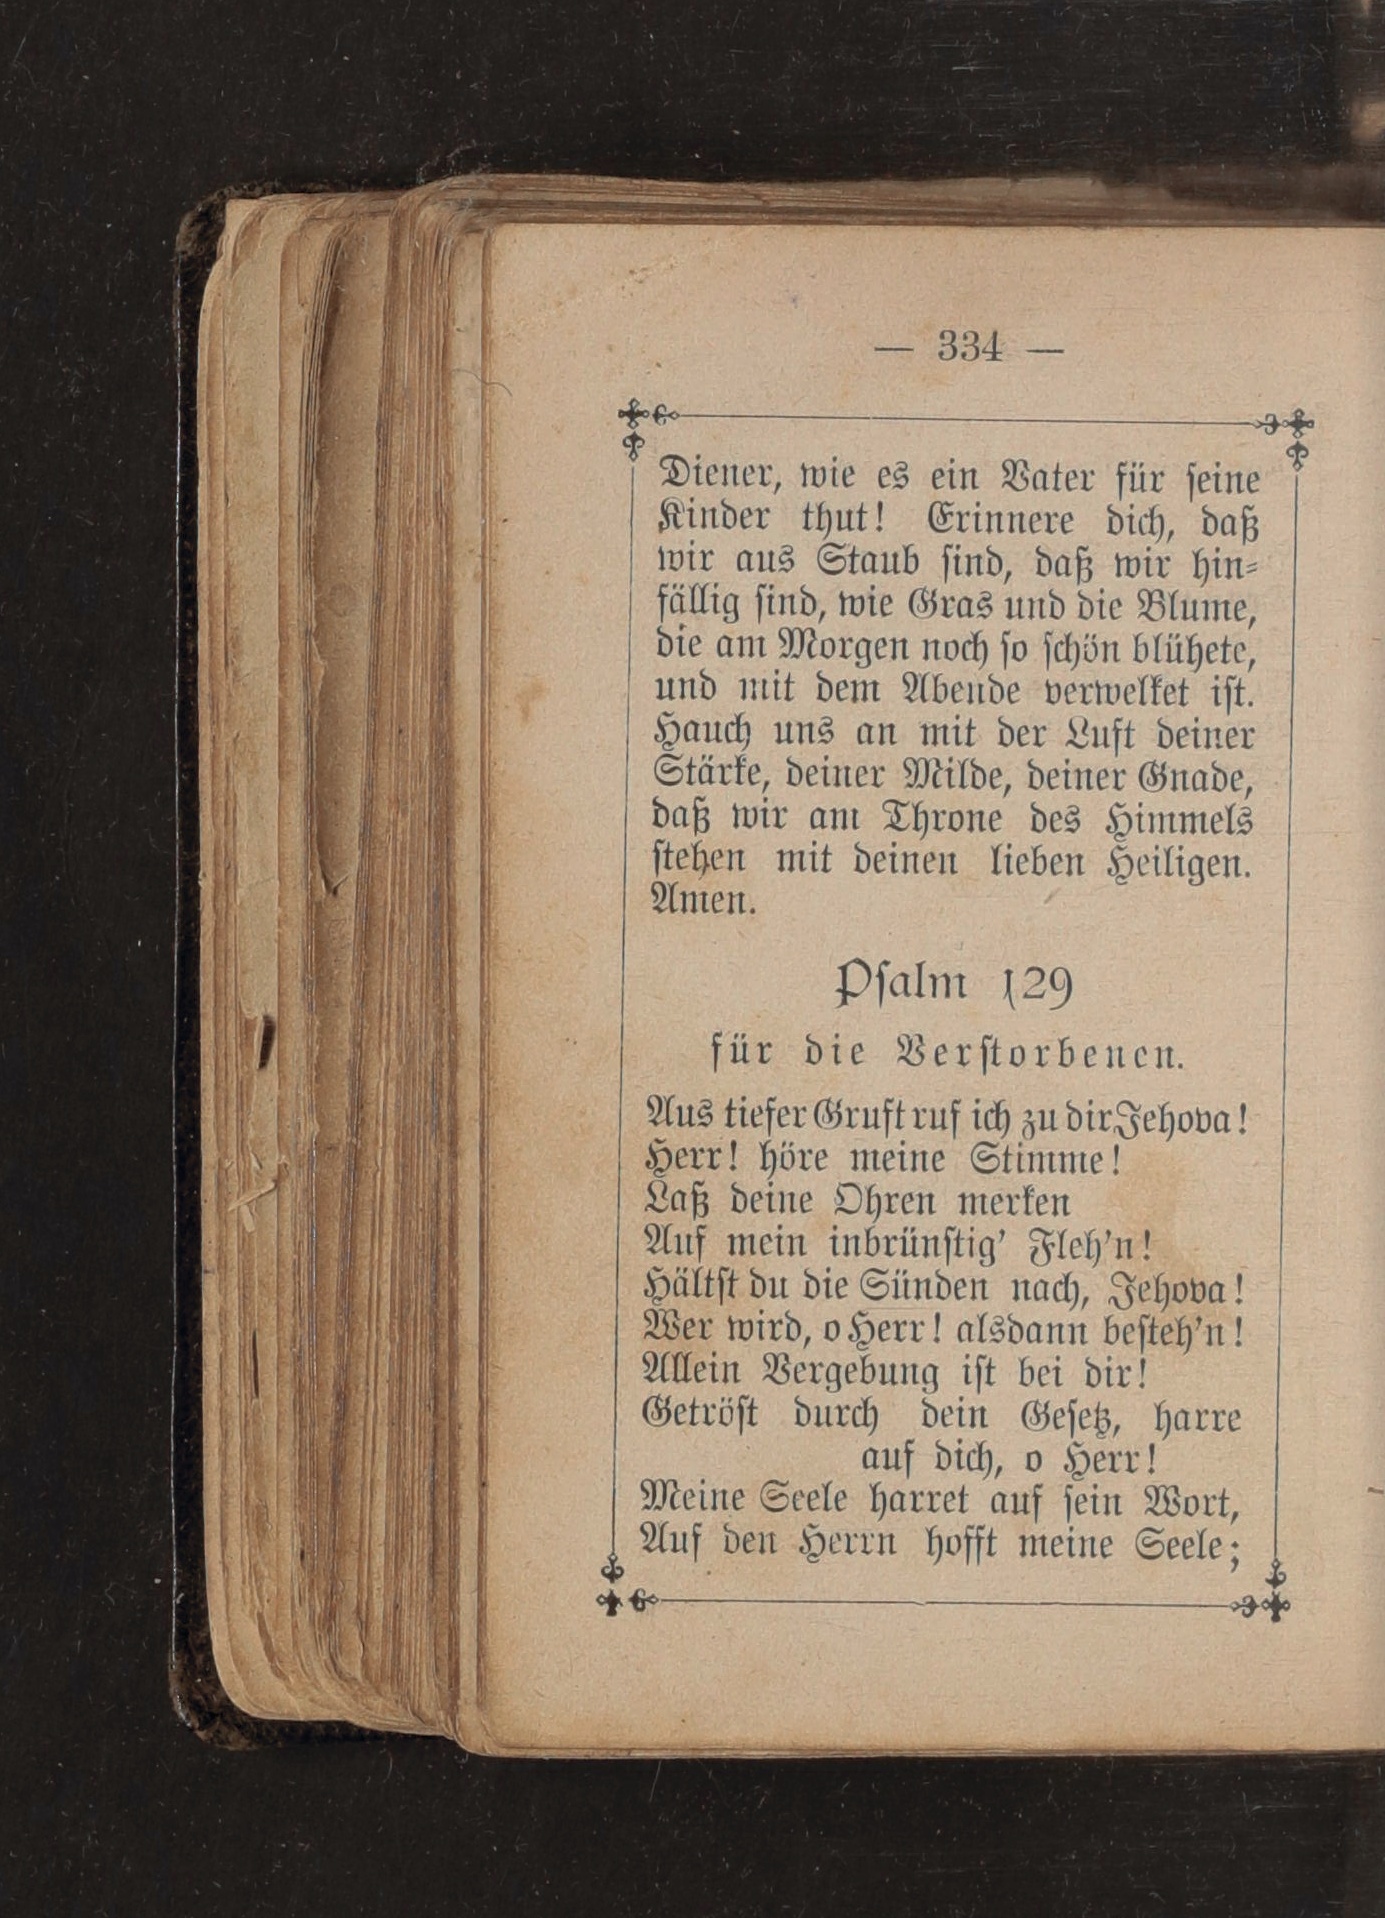 — 334 —
Diener, wie es ein Vater für seine
Kinder thut! Erinnere dich, daß
wir aus Staub sind, daß wir hin-
fällig sind, wie Gras und die Blume,
die am Morgen noch so schön blühete,
und mit dem Abende verwelket ist.
Hauch uns an mit der Luft deiner
Stärke, deiner Milde, deiner Gnade,
daß wir am Throne des Himmels
stehen mit deinen lieben Heiligen.
Amen.
Psalm 129
für die Verstorbenen.
Aus tiefer Gruft ruf ich zu dir Jehova!
Herr! höre meine Stimme!
Laß deine Ohren merken
Auf mein inbrünstig' Fleh'n!
Hältst du die Sünden nach, Jehova!
Wer wird, o Herr! alsdann besteh'n!
Allein Vergebung ist bei dir!
Getröst durch dein Gesetz, harre
auf dich, o Herr!
Meine Seele harret auf sein Wort,
Auf den Herrn hofft meine Seele;